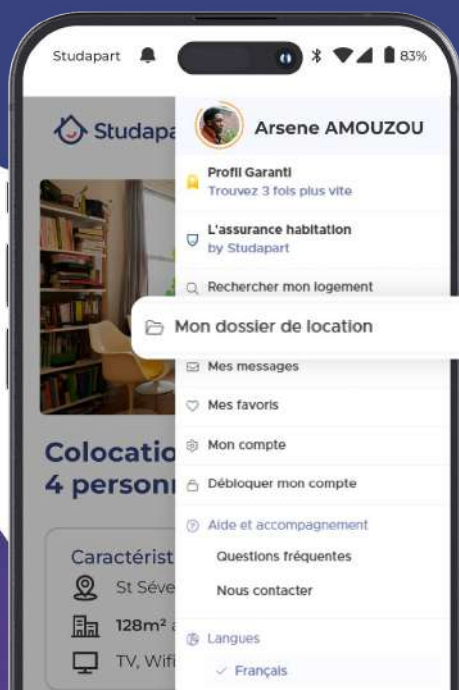 Studapart
83%
Studapa
Arsene AMOUZOU
Profil Garanti
Trouvez 3 fois plus vite
L'assurance habitation
by Studapart
Rechercher mon logement
Mon dossier de location
Mes messages
Mes favoris
Colocatio
Mon compte
4 personn
Débloquer mon compte
Aide et accompagnement
Caractérist
Questions fréquentes
St Séve
Nous contacter
128m² a
Langues
TV, Wifi
Français